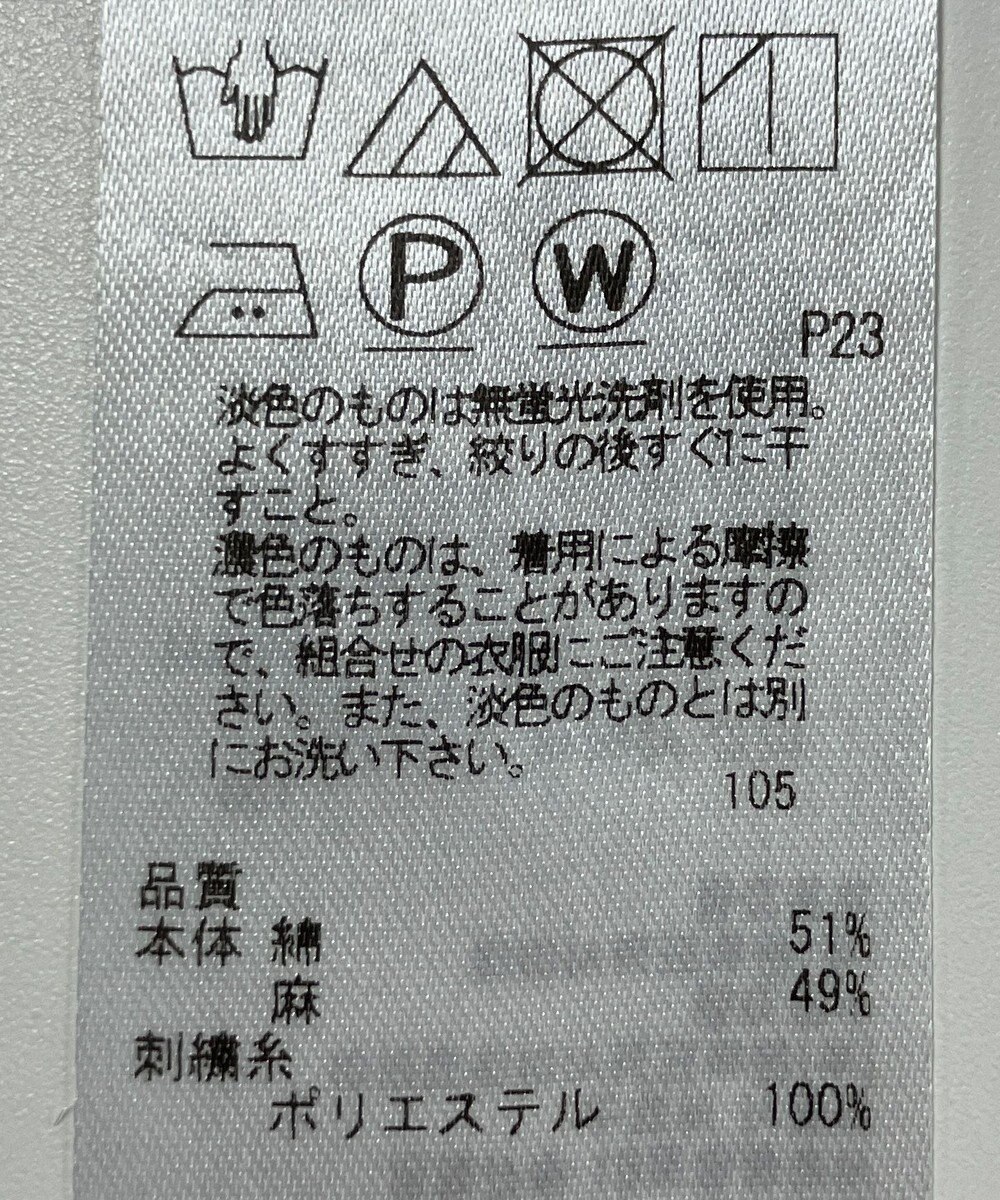 P W
P23
淡色のものは無蛍光洗剤を使用。
よくすすぎ、絞りの後すぐに干
すこと。
濃色のものは、着用による摩擦
で色落ちすることがありますの
で、組合せの衣服にご注意くだ
さい。また、淡色のものとは別
にお洗い下さい。
105
品質
本体 綿 51%
麻 49%
刺繍糸
ポリエステル 100%